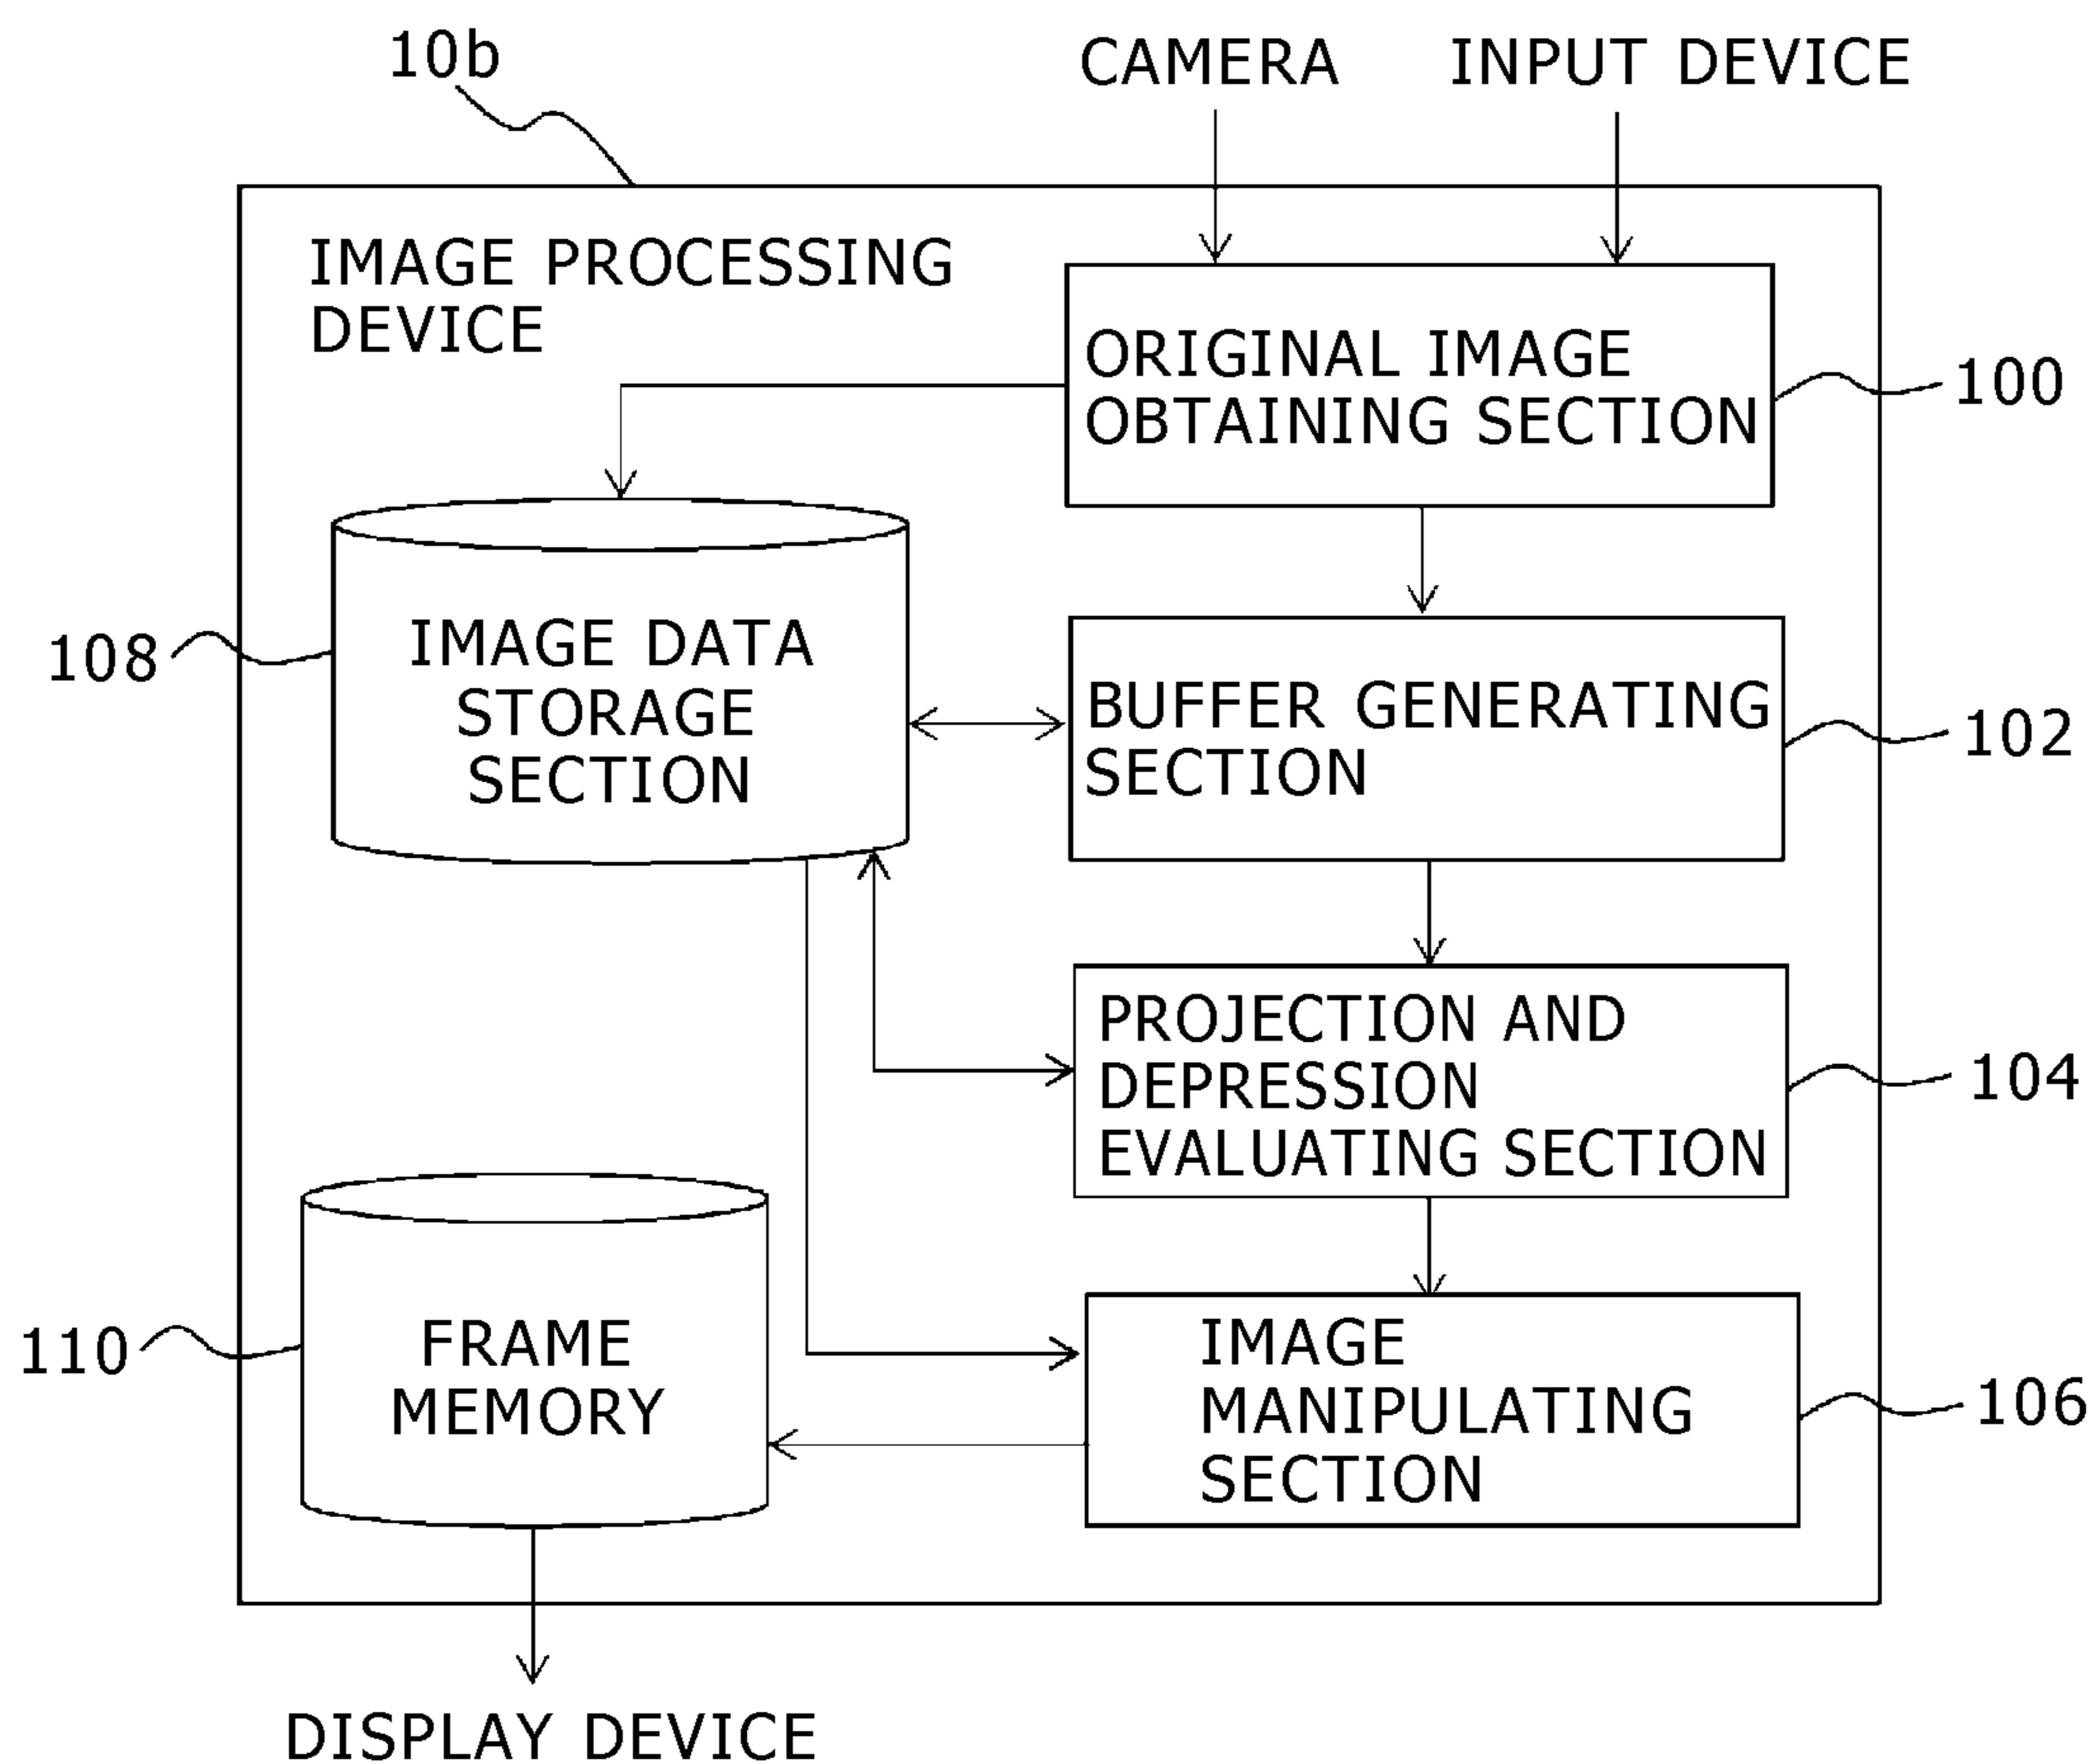 10b
CAMERA
INPUT DEVICE
IMAGE PROCESSING
DEVICE
ORIGINAL IMAGE
OBTAINING SECTION
100
108
IMAGE DATA
STORAGE
SECTION
BUFFER GENERATING
SECTION
102
PROJECTION AND
DEPRESSION
EVALUATING SECTION
104
110
FRAME
MEMORY
IMAGE
MANIPULATING
SECTION
106
DISPLAY DEVICE